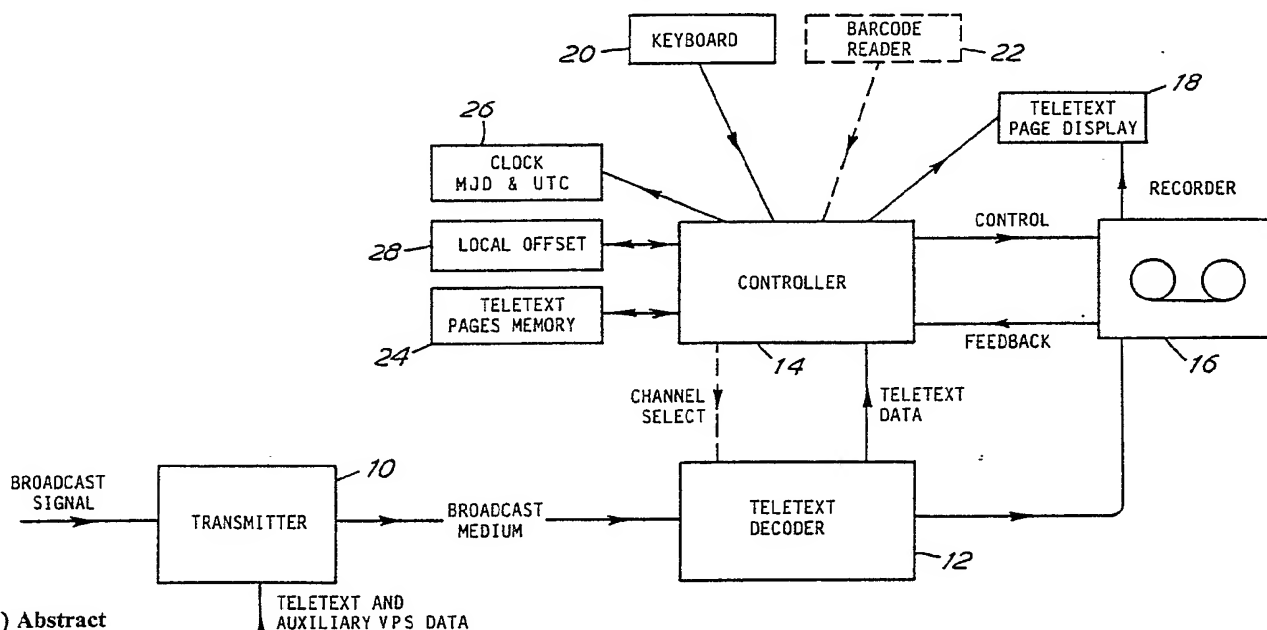 20
KEYBOARD
BARCODE
READER
22
18
TELETEXT
PAGE DISPLAY
26
CLOCK
MJD & UTC
RECORDER
28
LOCAL OFFSET
CONTROL
CONTROLLER
TELETEXT
PAGES MEMORY
24
FEEDBACK
14
16
CHANNEL
SELECT
TELETEXT
DATA
10
BROADCAST
SIGNAL
TRANSMITTER
BROADCAST
MEDIUM
TELETEXT
DECODER
12
) Abstract
TELETEXT AND
AUXILIARY VPS DATA